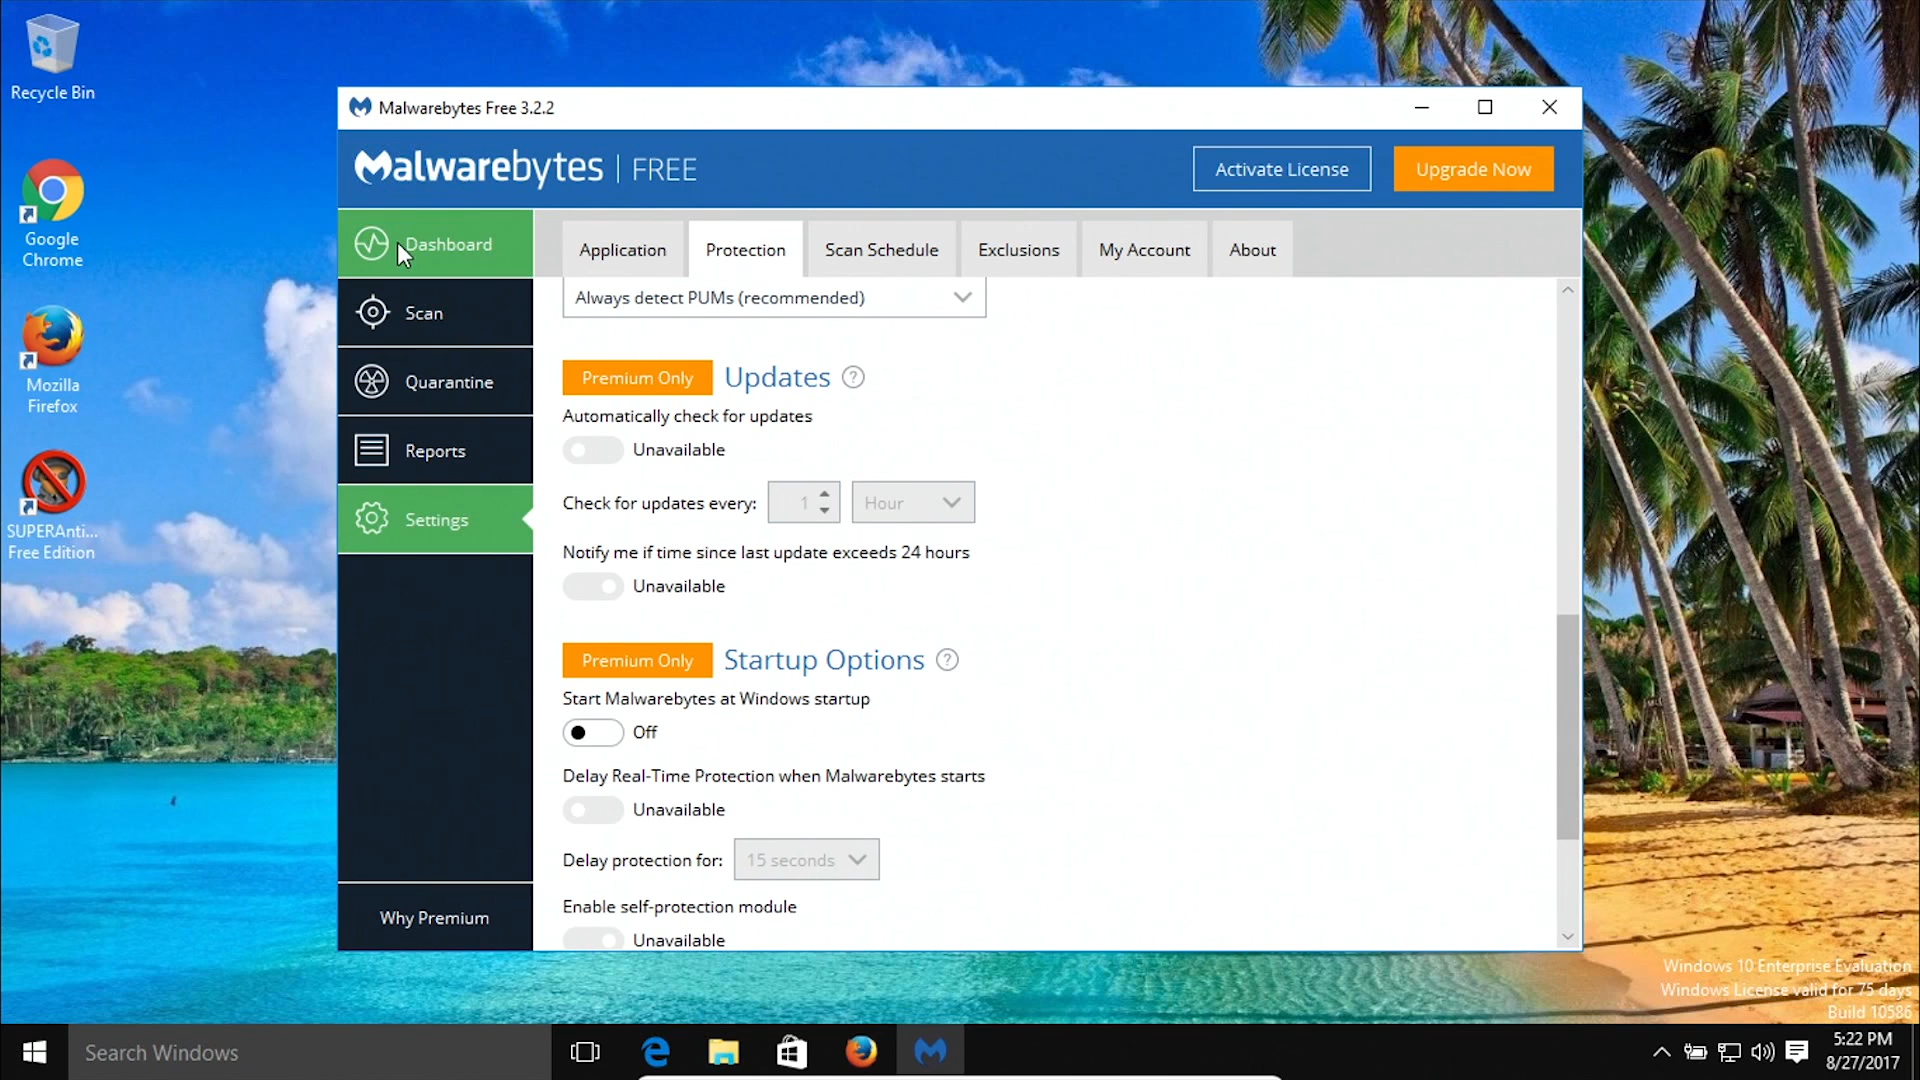 Recycle Bin
Google
Chrome
Mozilla
Firefox
SUPERAnti...
Free Edition
Malwarebytes Free 3.2.2
Malwarebytes | FREE
Activate License
Upgrade Now
Dashboard
Scan
Quarantine
Reports
Settings
Why Premium
Application
Protection
Scan Schedule
Exclusions
My Account
About
Always detect PUMs (recommended)
Premium Only
Updates ?
Automatically check for updates
Unavailable
Check for updates every: 1 Hour
Notify me if time since last update exceeds 24 hours
Unavailable
Premium Only
Startup Options ?
Start Malwarebytes at Windows startup
Off
Delay Real-Time Protection when Malwarebytes starts
Unavailable
Delay protection for: 15 seconds
Enable self-protection module
Unavailable
Windows 10 Enterprise Evaluation
Windows License valid for 75 days
Build 10586
Search Windows
5:22 PM
8/27/2017